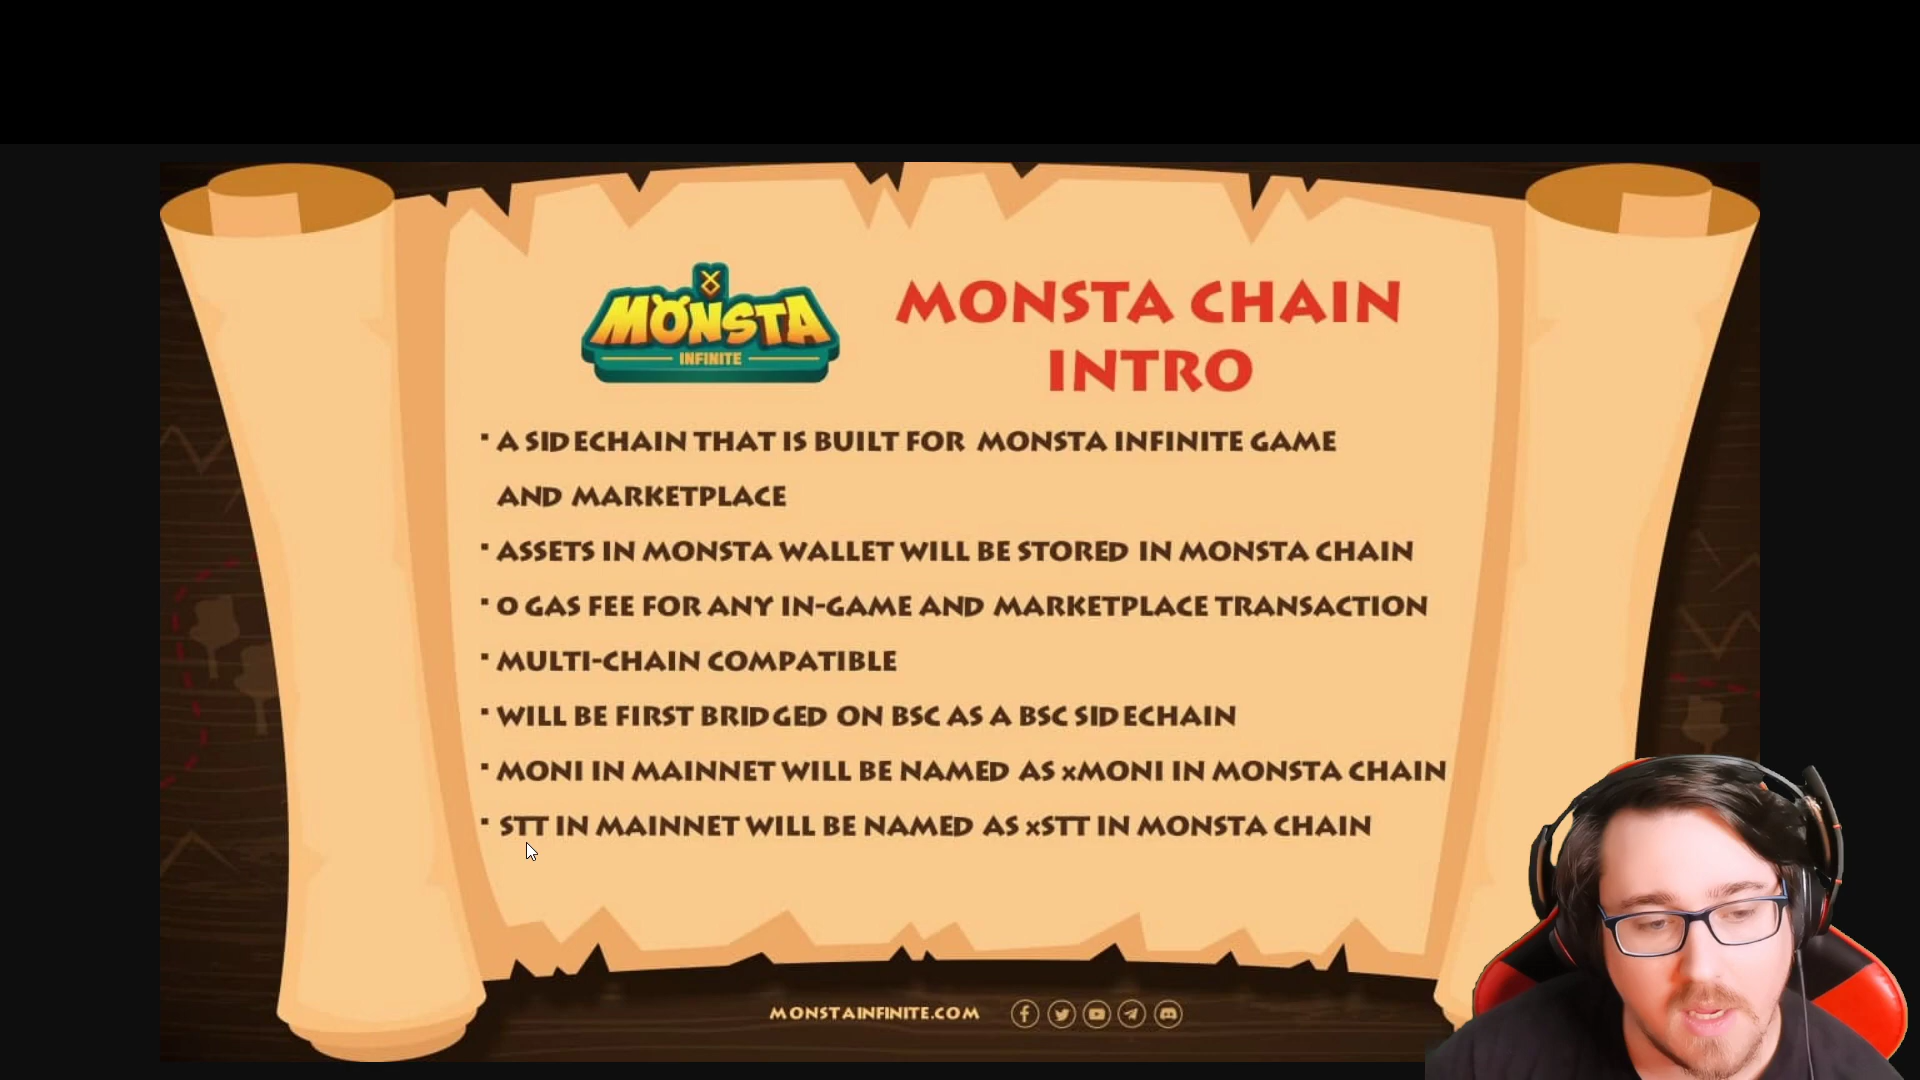 MONSTA
INFINITE
MONSTA CHAIN
INTRO
· A SIDECHAIN THAT IS BUILT FOR MONSTA INFINITE GAME
AND MARKETPLACE
· ASSETS IN MONSTA WALLET WILL BE STORED IN MONSTA CHAIN
· 0 GAS FEE FOR ANY IN-GAME AND MARKETPLACE TRANSACTION
· MULTI-CHAIN COMPATIBLE
· WILL BE FIRST BRIDGED ON BSC AS A BSC SIDECHAIN
· MONI IN MAINNET WILL BE NAMED AS xMONI IN MONSTA CHAIN
· STT IN MAINNET WILL BE NAMED AS xSTT IN MONSTA CHAIN
MONSTAINFINITE.COM